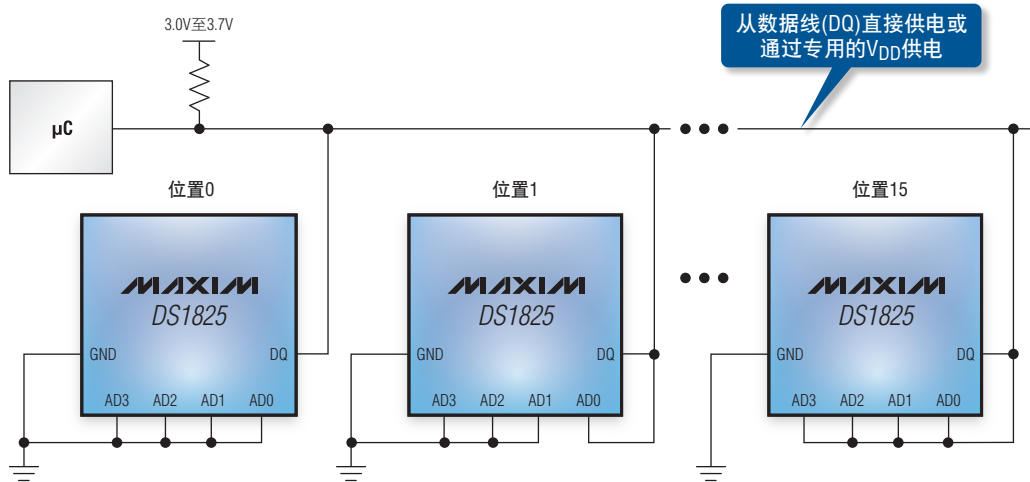 3.0V至3.7V
从数据线(DQ)直接供电或
通过专用的VDD供电
µC
位置0
位置1
位置15
MAXIM
DS1825
GND
DQ
AD3 AD2 AD1 AD0
MAXIM
DS1825
GND
DQ
AD3 AD2 AD1 AD0
MAXIM
DS1825
GND
DQ
AD3 AD2 AD1 AD0